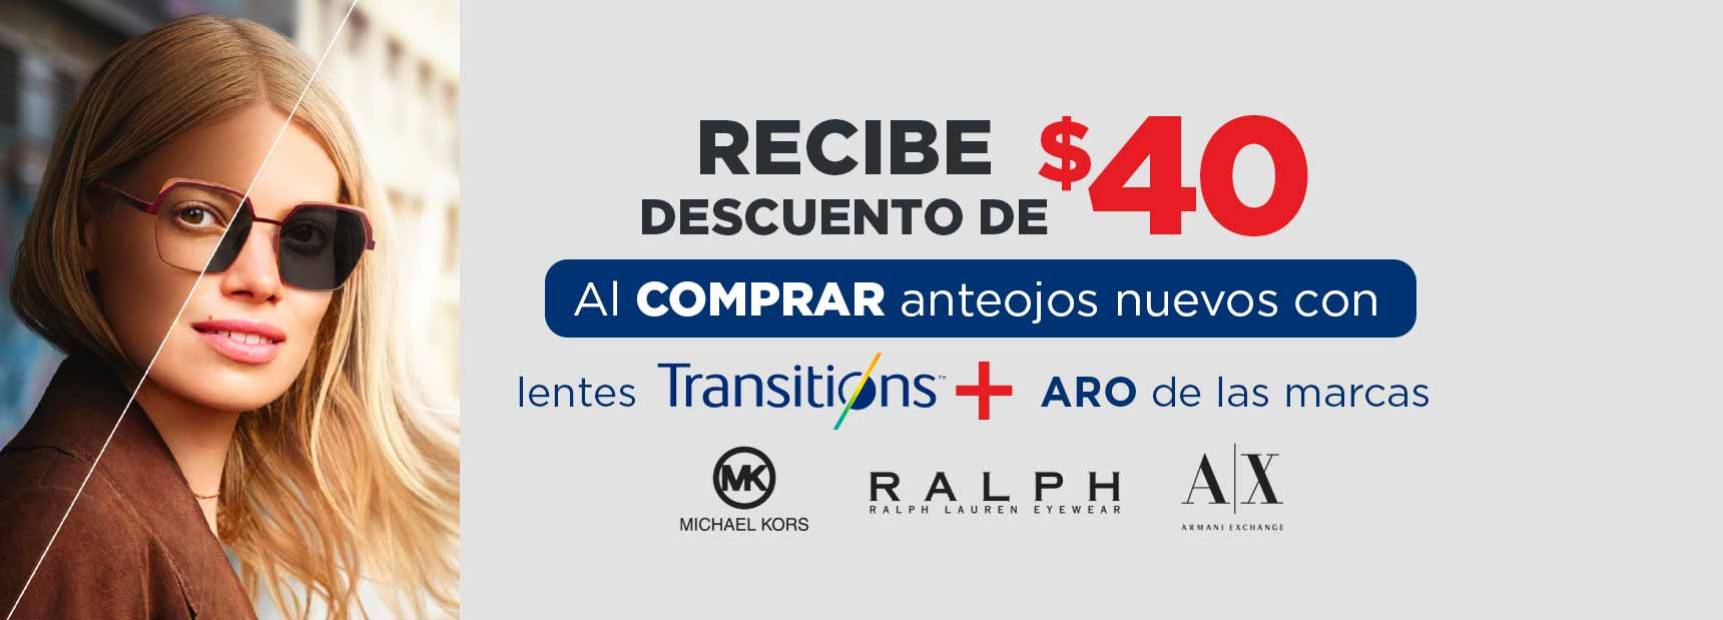 RECIBE $40
DESCUENTO DE
Al COMPRAR anteojos nuevos con
lentes Transitions™ + ARO de las marcas
MK
MICHAEL KORS
RALPH
RALPH LAUREN EYEWEAR
A|X
ARMANI EXCHANGE